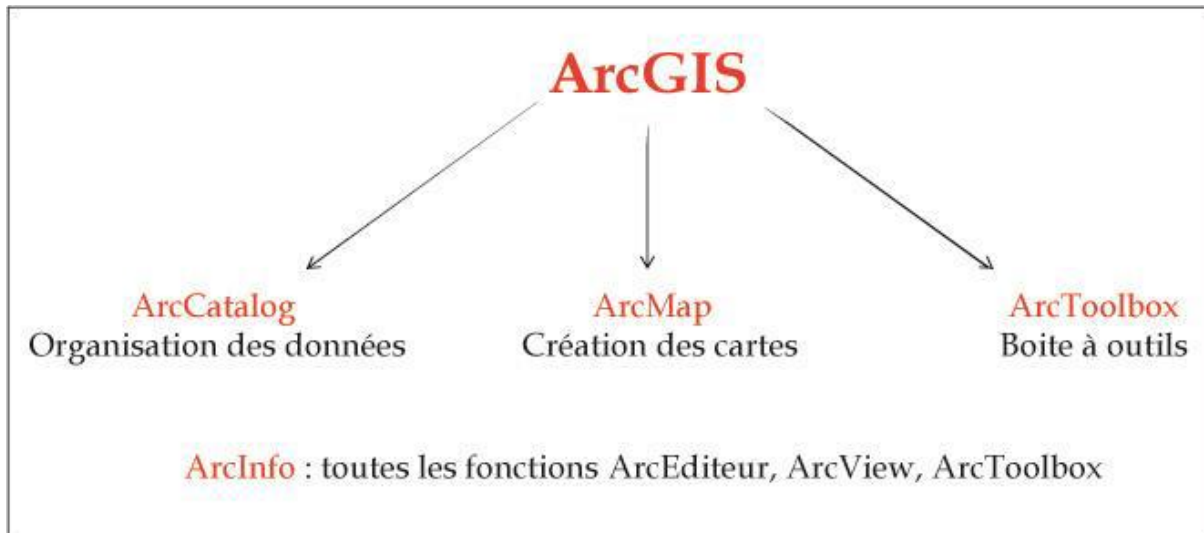 ArcGIS
ArcCatalog
Organisation des données
ArcMap
Création des cartes
ArcToolbox
Boite à outils
ArcInfo : toutes les fonctions ArcEditeur, ArcView, ArcToolbox